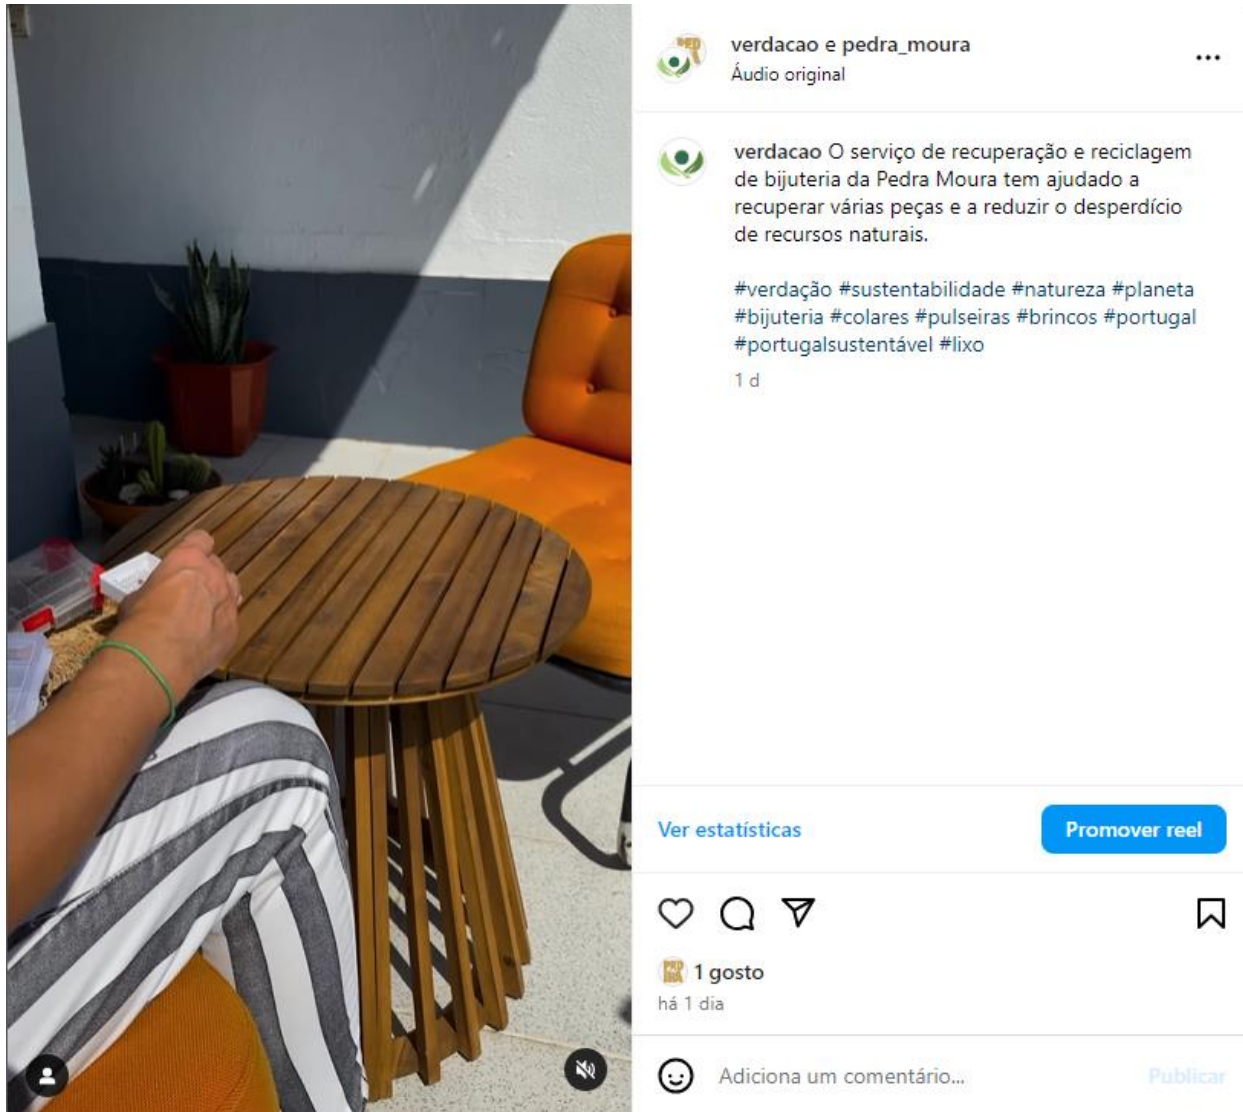 verdacao e pedra_moura
Áudio original
verdacao O serviço de recuperação e reciclagem
de bijuteria da Pedra Moura tem ajudado a
recuperar várias peças e a reduzir o desperdício
de recursos naturais.
#verdação #sustentabilidade #natureza #planeta
#bijuteria #colares #pulseiras #brincos #portugal
#portugalsustentável #lixo
1 d
Ver estatísticas
Promover reel
1 gosto
há 1 dia
Adiciona um comentário...
Publicar